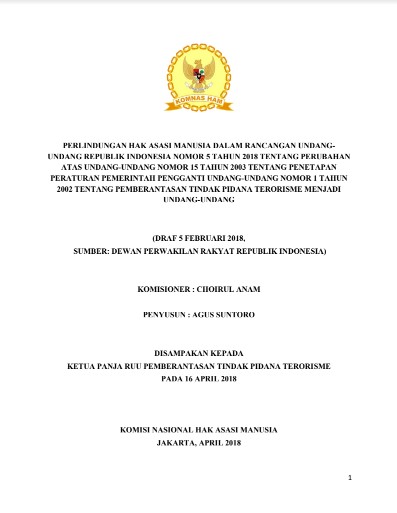 KOMNAS HAM
PERLINDUNGAN HAK ASASI MANUSIA DALAM RANCANGAN UNDANG-
UNDANG REPUBLIK INDONESIA NOMOR 5 TAHUN 2018 TENTANG PERUBAHAN
ATAS UNDANG-UNDANG NOMOR 15 TAHUN 2003 TENTANG PENETAPAN
PERATURAN PEMERINTAH PENGGANTI UNDANG-UNDANG NOMOR 1 TAHUN
2002 TENTANG PEMBERANTASAN TINDAK PIDANA TERORISME MENJADI
UNDANG-UNDANG
(DRAF 5 FEBRUARI 2018,
SUMBER: DEWAN PERWAKILAN RAKYAT REPUBLIK INDONESIA)
KOMISIONER : CHOIRUL ANAM
PENYUSUN : AGUS SUNTORO
DISAMPAIKAN KEPADA
KETUA PANJA RUU PEMBERANTASAN TINDAK PIDANA TERORISME
PADA 16 APRIL 2018
KOMISI NASIONAL HAK ASASI MANUSIA
JAKARTA, APRIL 2018
1